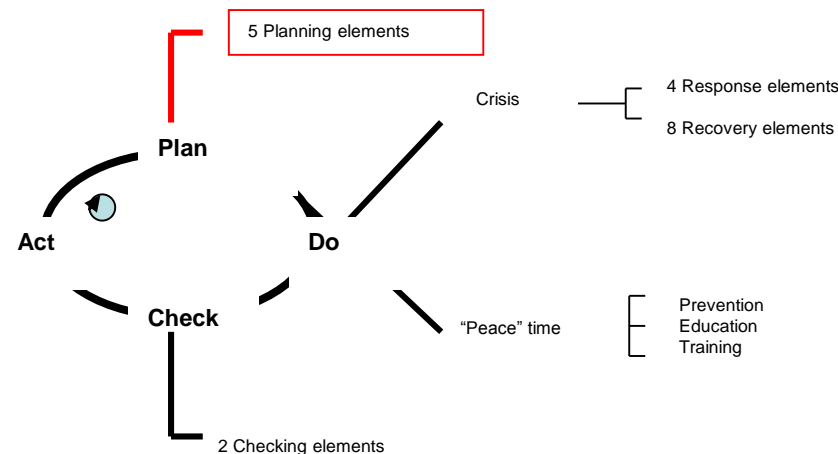 5 Planning elements
Crisis
4 Response elements
8 Recovery elements
Plan
Act
Do
Check
“Peace” time
Prevention
Education
Training
2 Checking elements